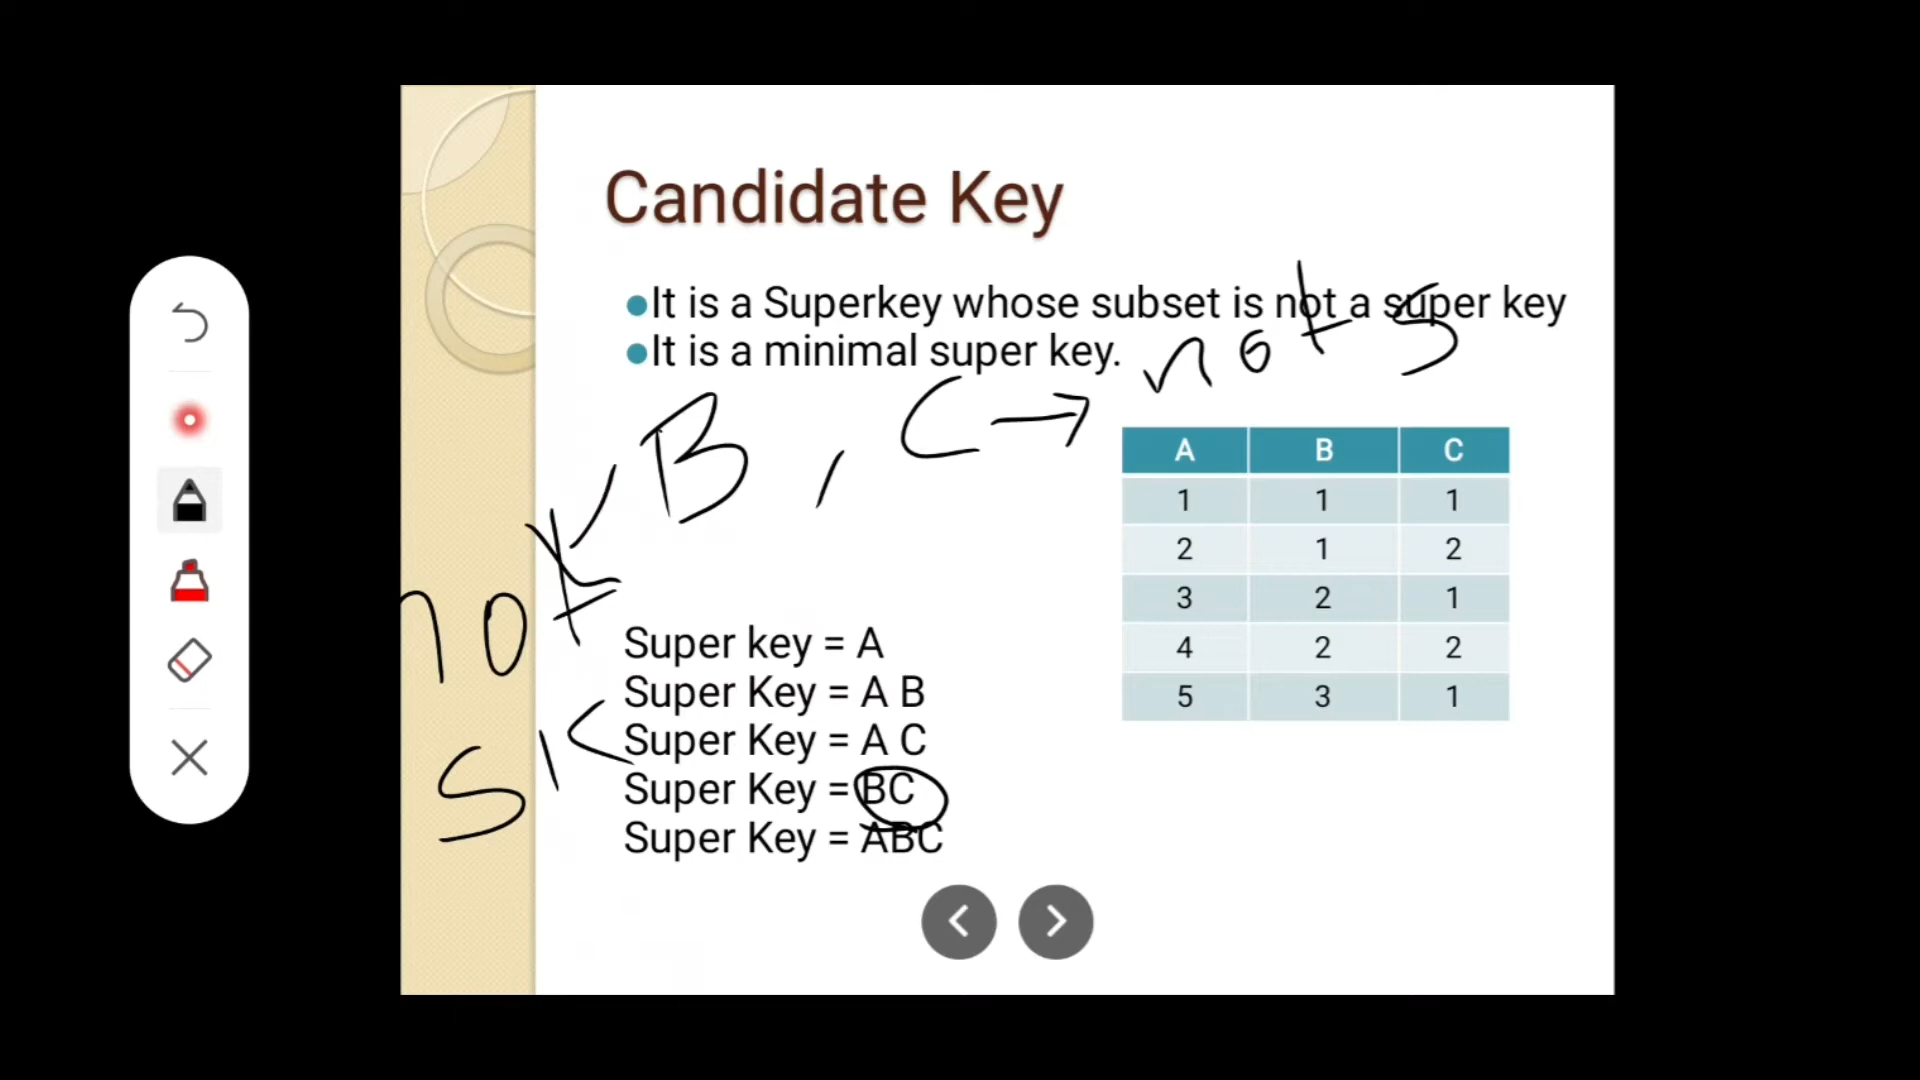 Candidate Key
It is a Superkey whose subset is not a super key
It is a minimal super key.
not S
B , C →
not
SK
A B C
1 1 1
2 1 2
3 2 1
4 2 2
5 3 1
Super key = A
Super Key = A B
Super Key = A C
Super Key = BC
Super Key = ABC